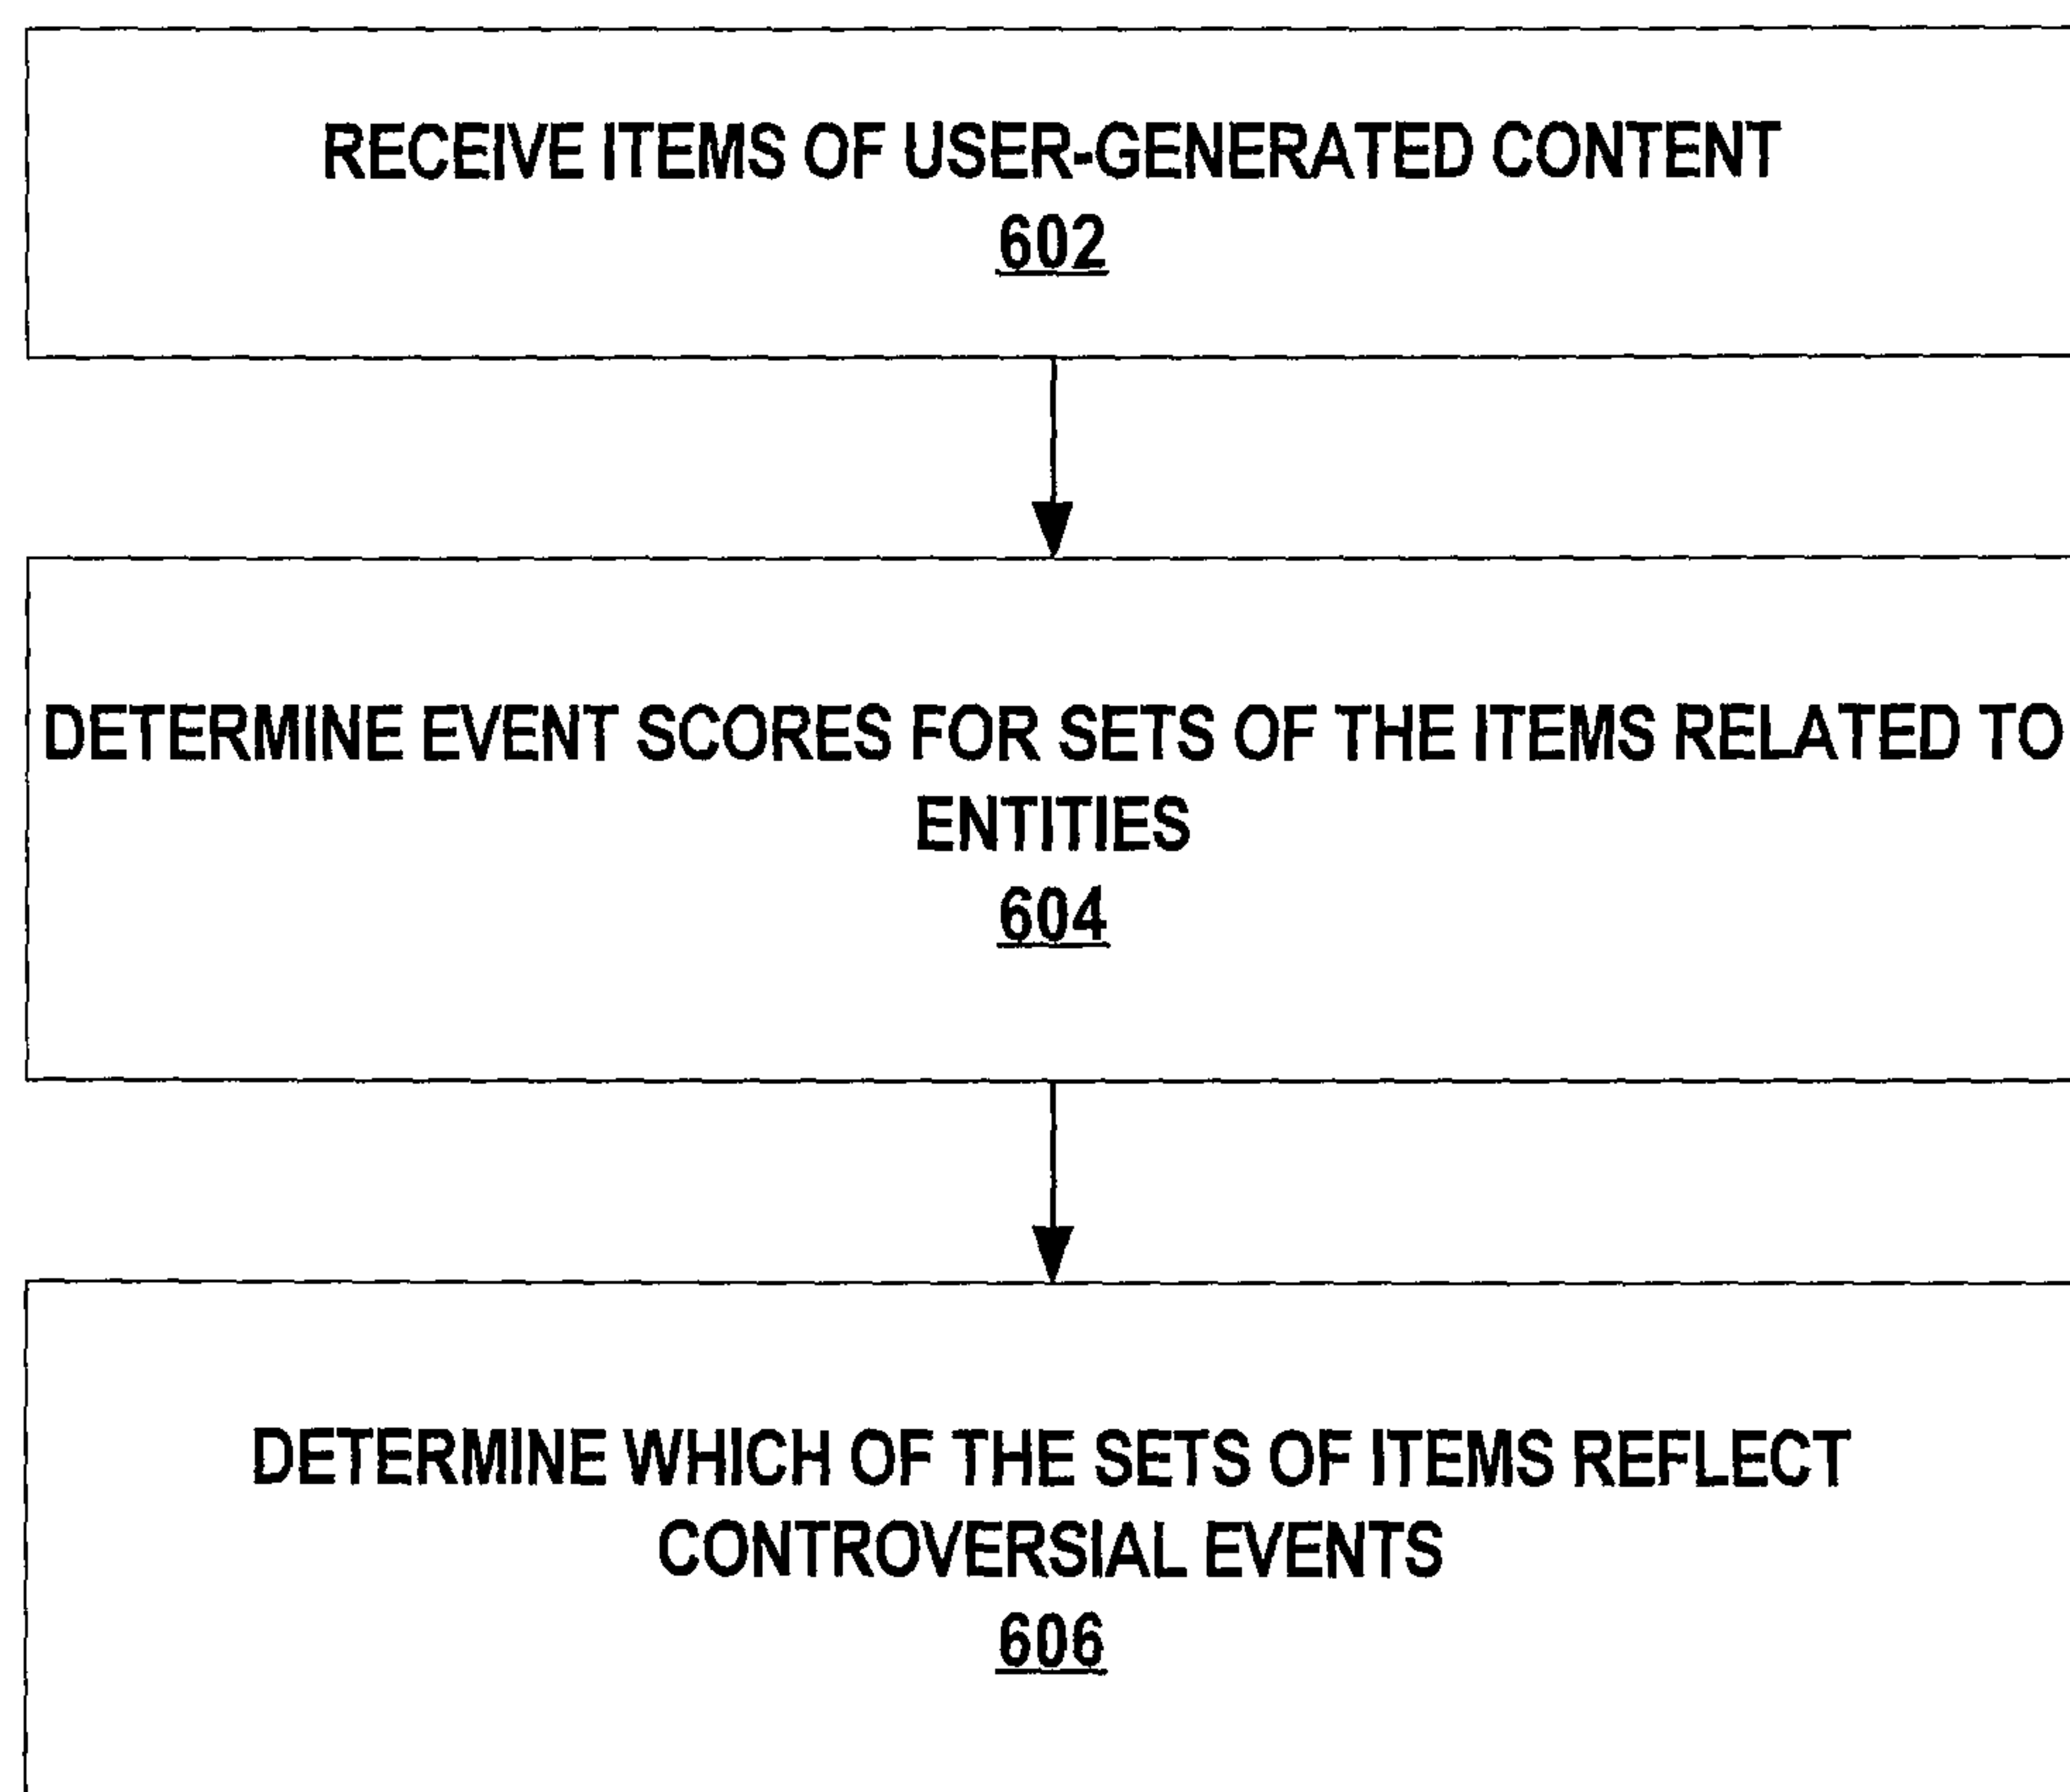 RECEIVE ITEMS OF USER-GENERATED CONTENT
602
DETERMINE EVENT SCORES FOR SETS OF THE ITEMS RELATED TO
ENTITIES
604
DETERMINE WHICH OF THE SETS OF ITEMS REFLECT
CONTROVERSIAL EVENTS
606